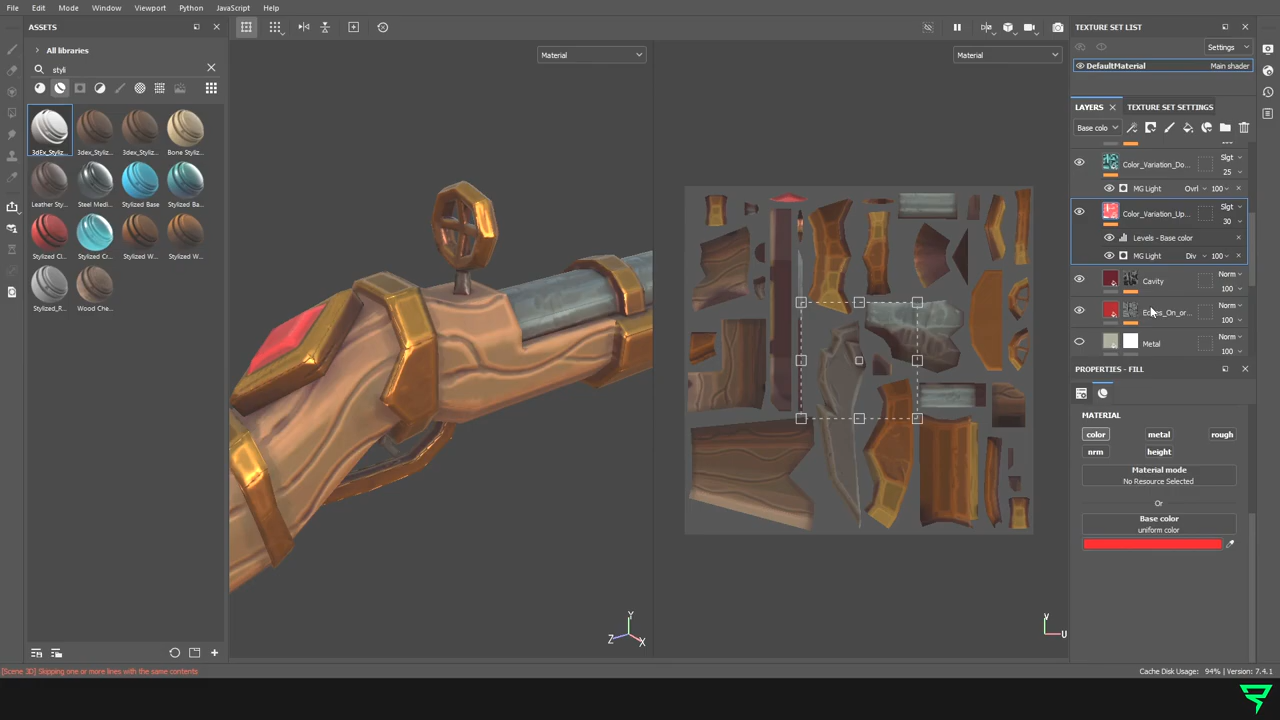 File Edit Mode Window Viewport Python JavaScript Help
ASSETS
All libraries
styli
3dEx_Styliz...
3dex_Styliz...
3dex_Styliz...
Bone Styliz...
Leather Sty...
Steel Medi...
Stylized Base
Stylized Ba...
Stylized Cl...
Stylized Cr...
Stylized W...
Stylized W...
Stylized_R...
Wood Che...
Material
Material
Y
Z X
V
U
TEXTURE SET LIST
Settings
DefaultMaterial Main shader
LAYERS TEXTURE SET SETTINGS
Base colo
Color_Variation_Do... Slgt
25
MG Light Ovrl 100
Color_Variation_Up... Slgt
30
Levels - Base color
MG Light Div 100
Cavity Norm
100
Norm
100
Metal Norm
100
PROPERTIES - FILL
MATERIAL
color metal rough
nrm height
Material mode
No Resource Selected
Or
Base color
uniform color
[Scene 3D] Skipping one or more lines with the same contents
Cache Disk Usage: 94% | Version: 7.4.1